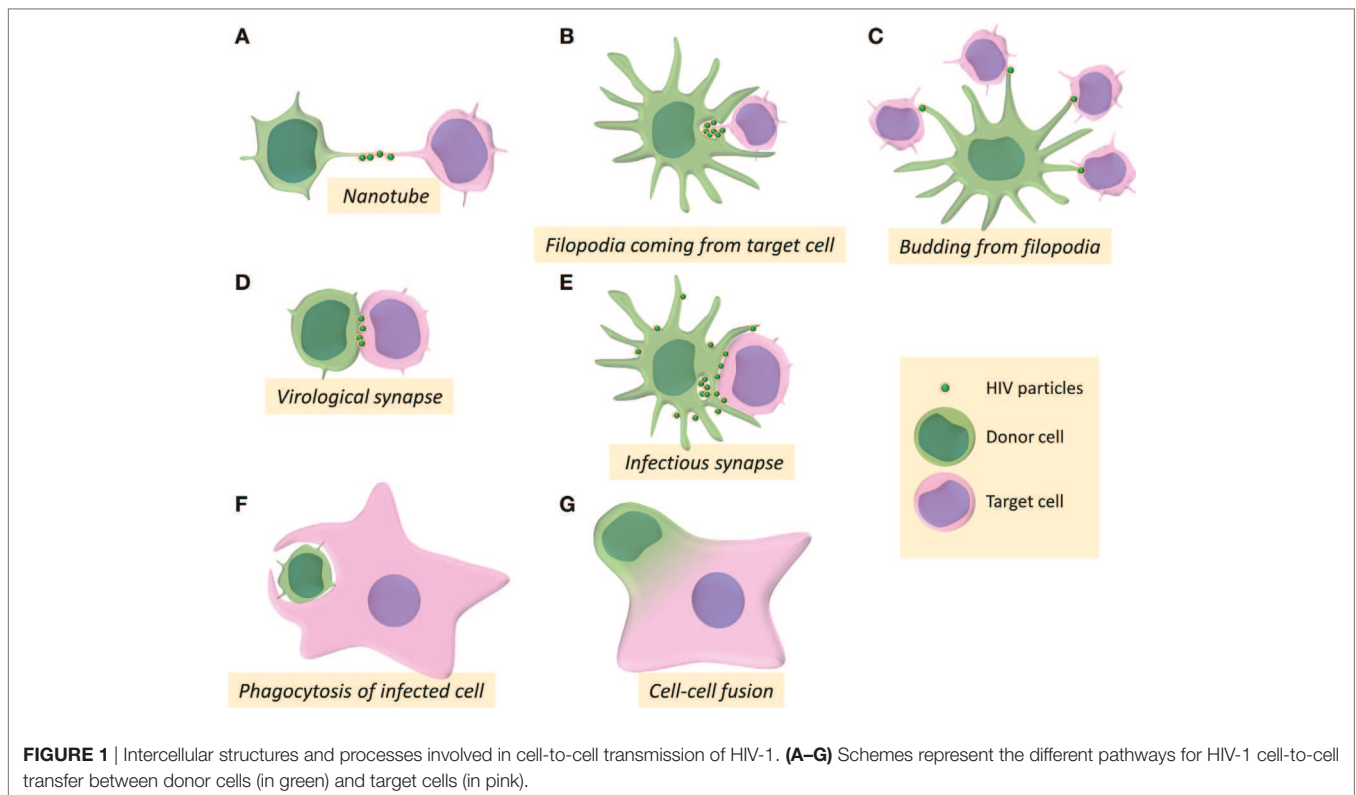 A
B
C
Nanotube
Filopodia coming from target cell
Budding from filopodia
D
E
Virological synapse
Infectious synapse
HIV particles
Donor cell
Target cell
F
G
Phagocytosis of infected cell
Cell-cell fusion
FIGURE 1 | Intercellular structures and processes involved in cell-to-cell transmission of HIV-1. (A–G) Schemes represent the different pathways for HIV-1 cell-to-cell
transfer between donor cells (in green) and target cells (in pink).